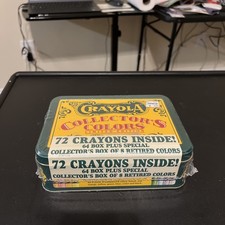 CRAYOLA
COLLECTOR'S
COLORS
72 CRAYONS INSIDE!
64 BOX PLUS SPECIAL
COLLECTOR'S BOX OF 8 RETIRED COLORS
72 CRAYONS INSIDE!
64 BOX PLUS SPECIAL
COLLECTOR'S BOX OF 8 RETIRED COLORS